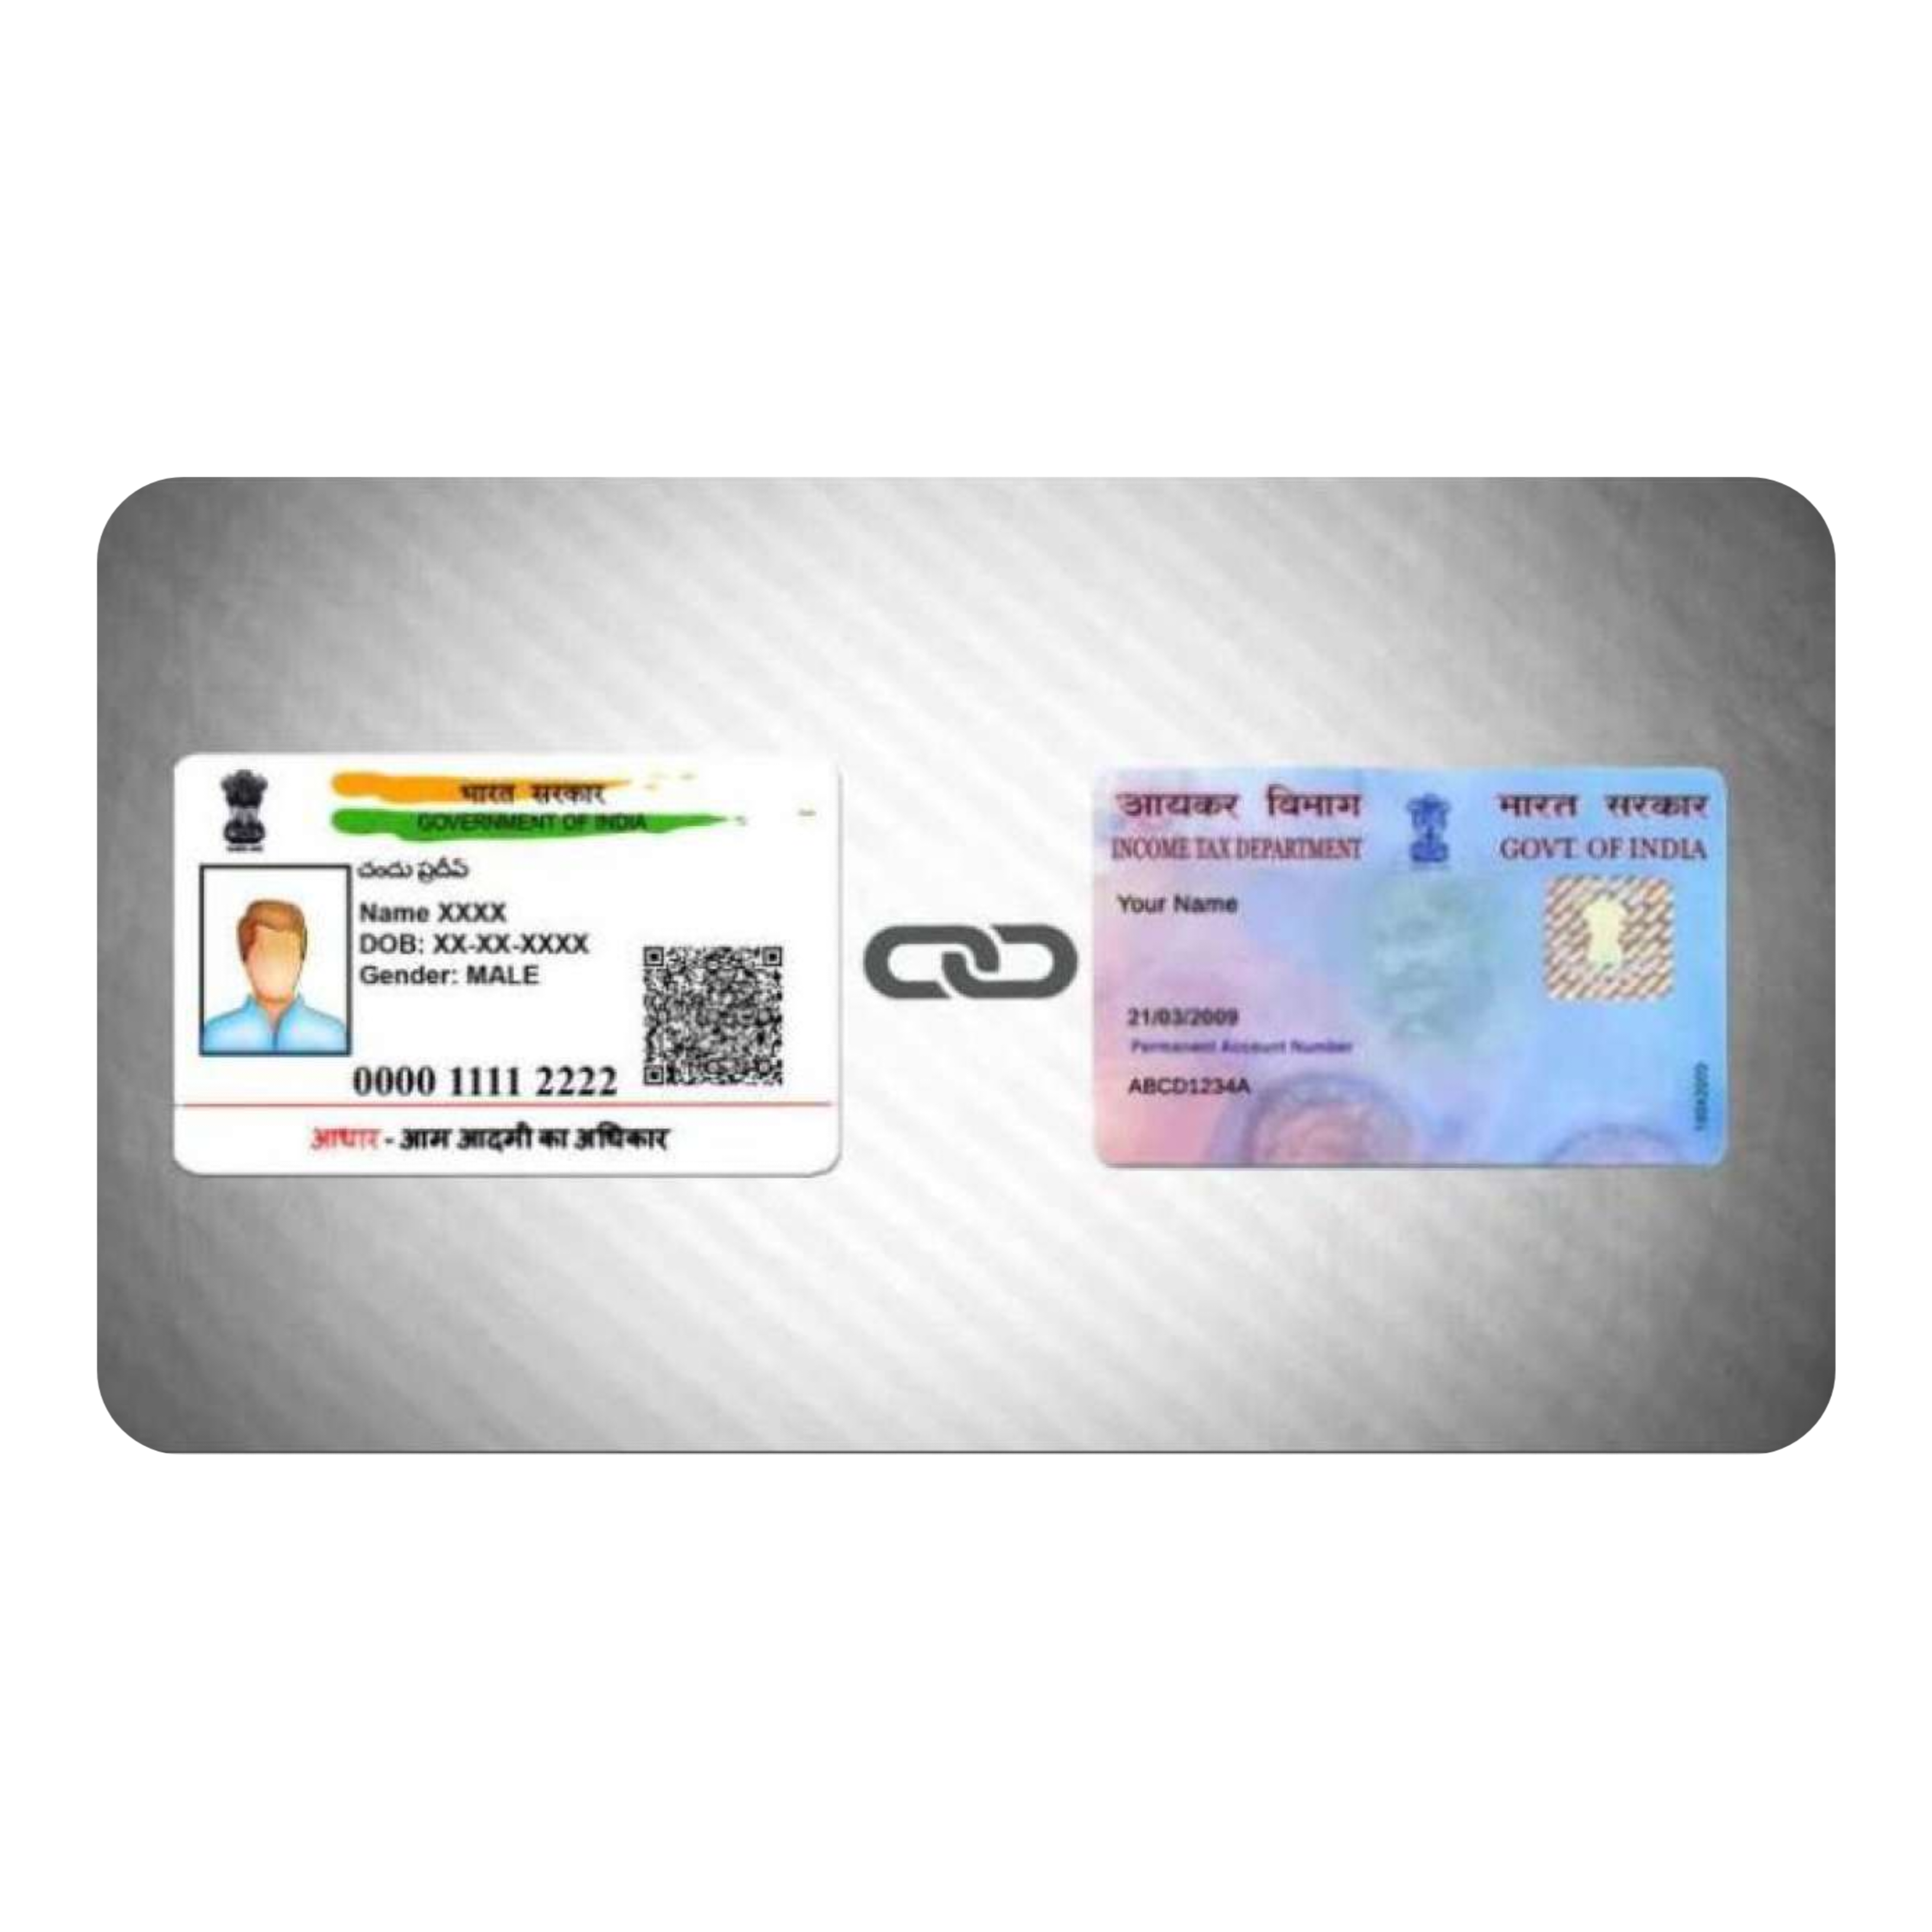 भारत सरकार
GOVERNMENT OF INDIA
చందు ప్రదీప్
Name XXXX
DOB: XX-XX-XXXX
Gender: MALE
0000 1111 2222
आधार - आम आदमी का अधिकार
आयकर विभाग
INCOME TAX DEPARTMENT
भारत सरकार
GOVT OF INDIA
Your Name
21/03/2009
Permanent Account Number
ABCD1234A